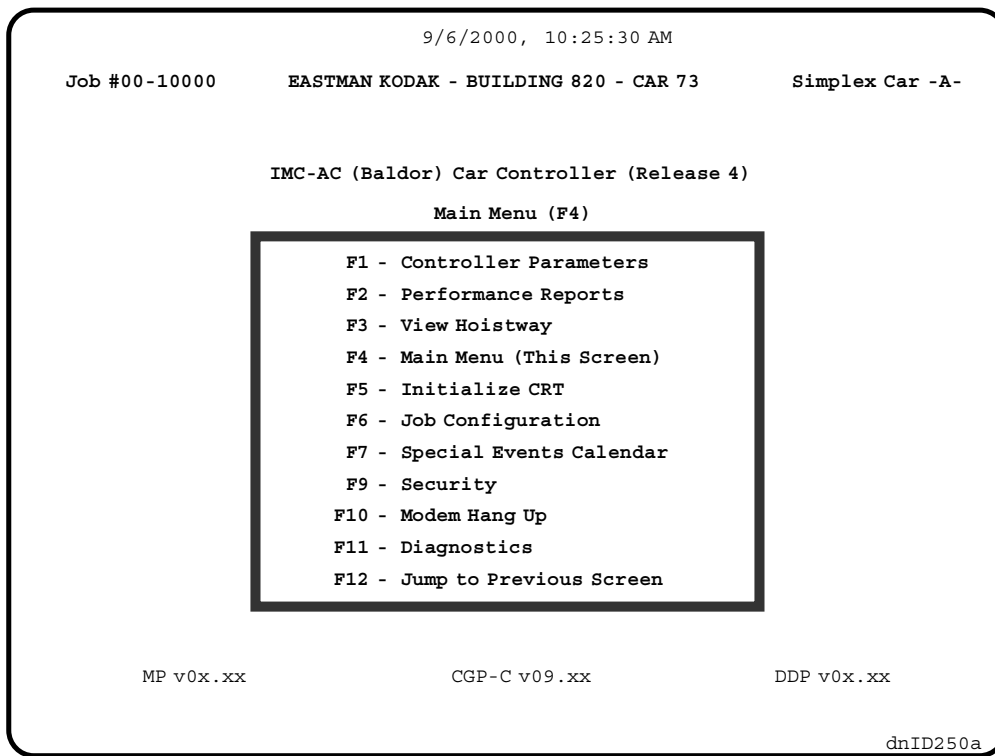 9/6/2000, 10:25:30 AM
Job #00-10000 EASTMAN KODAK - BUILDING 820 - CAR 73 Simplex Car -A-
IMC-AC (Baldor) Car Controller (Release 4)
Main Menu (F4)
F1 - Controller Parameters
F2 - Performance Reports
F3 - View Hoistway
F4 - Main Menu (This Screen)
F5 - Initialize CRT
F6 - Job Configuration
F7 - Special Events Calendar
F9 - Security
F10 - Modem Hang Up
F11 - Diagnostics
F12 - Jump to Previous Screen
MP v0x.xx CGP-C v09.xx DDP v0x.xx
dnID250a